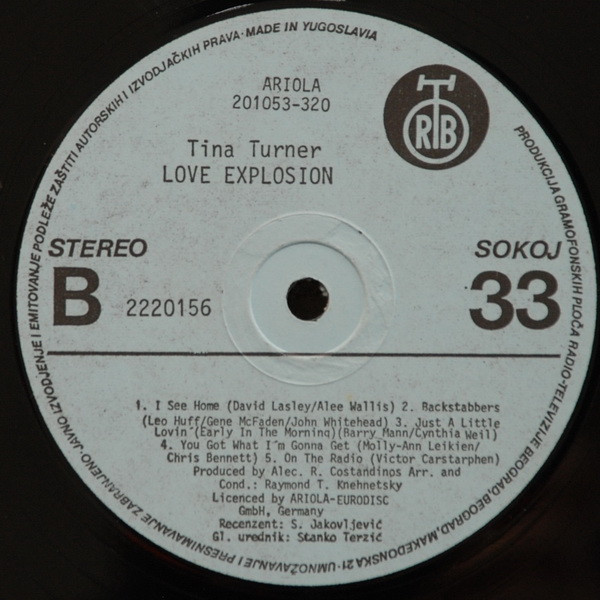 ARIOLA
201053-320
RTB
Tina Turner
LOVE EXPLOSION
STEREO
SOKOJ
B
2220156
33
1. I See Home (David Lasley/Alee Wallis) 2. Backstabbers
(Leo Huff/Gene McFaden/John Whitehead) 3. Just A Little
Lovin'(Early In The Morning)(Barry Mann/Cynthia Weil)
4. You Got What I'm Gonna Get (Molly-Ann Leikien/
Chris Bennett) 5. On The Radio (Victor Carstarphen)
Produced by Alec. R. Costandinos Arr. and
Cond.: Raymond T. Knehnetsky
Licenced by ARIOLA-EURODISC
GmbH, Germany
Recenzent: S. Jakovljević
Gl. urednik: Stanko Terzić
PRODUKCIJA GRAMOFONSKIH PLOČA RADIO-TELEVIZIJE BEOGRAD, BEOGRAD, MAKEDONSKA 21 · UMNOŽAVANJE I PRESNIMAVANJE ZABRANJENO · JAVNO IZVODJENJE I EMITOVANJE PODLEŽE ZAŠTITI AUTORSKIH I IZVODJAČKIH PRAVA · MADE IN YUGOSLAVIA